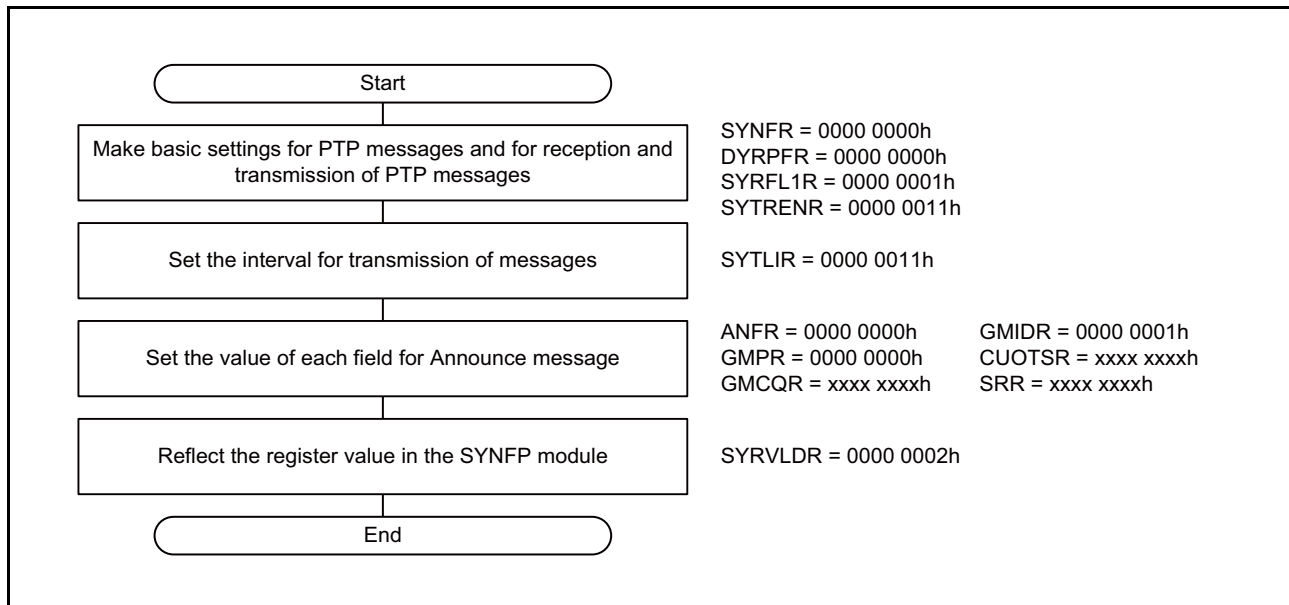 Start
Make basic settings for PTP messages and for reception and
transmission of PTP messages
SYNFR = 0000 0000h
DYRPFR = 0000 0000h
SYRFL1R = 0000 0001h
SYTRENR = 0000 0011h
Set the interval for transmission of messages
SYTLIR = 0000 0011h
Set the value of each field for Announce message
ANFR = 0000 0000h GMIDR = 0000 0001h
GMPR = 0000 0000h CUOTSR = xxxx xxxxh
GMCQR = xxxx xxxxh SRR = xxxx xxxxh
Reflect the register value in the SYNFP module
SYRVLDR = 0000 0002h
End